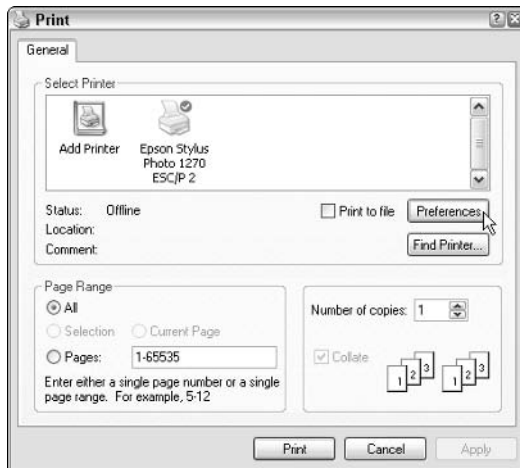 Print
General
Select Printer
Add Printer
Epson Stylus
Photo 1270
ESC/P 2
Status: Offline
Location:
Comment:
Print to file
Preferences
Find Printer...
Page Range
All
Selection
Current Page
Pages: 1-65535
Enter either a single page number or a single
page range. For example, 5-12
Number of copies: 1
Collate
1 2 3 1 2 3
Print Cancel Apply